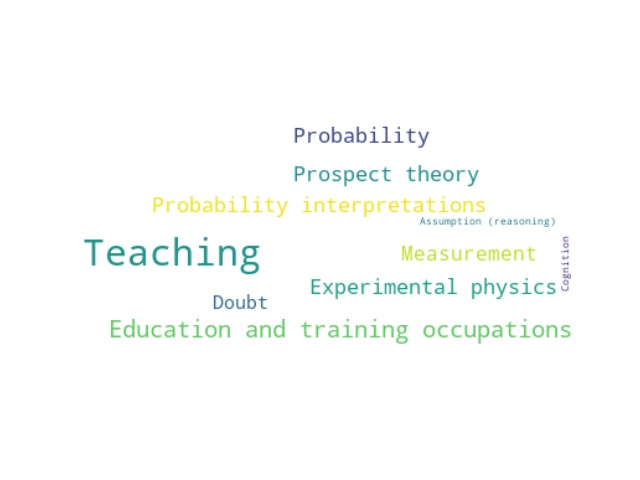 Probability
Prospect theory
Probability interpretations
Assumption (reasoning)
Teaching
Measurement
Cognition
Experimental physics
Doubt
Education and training occupations